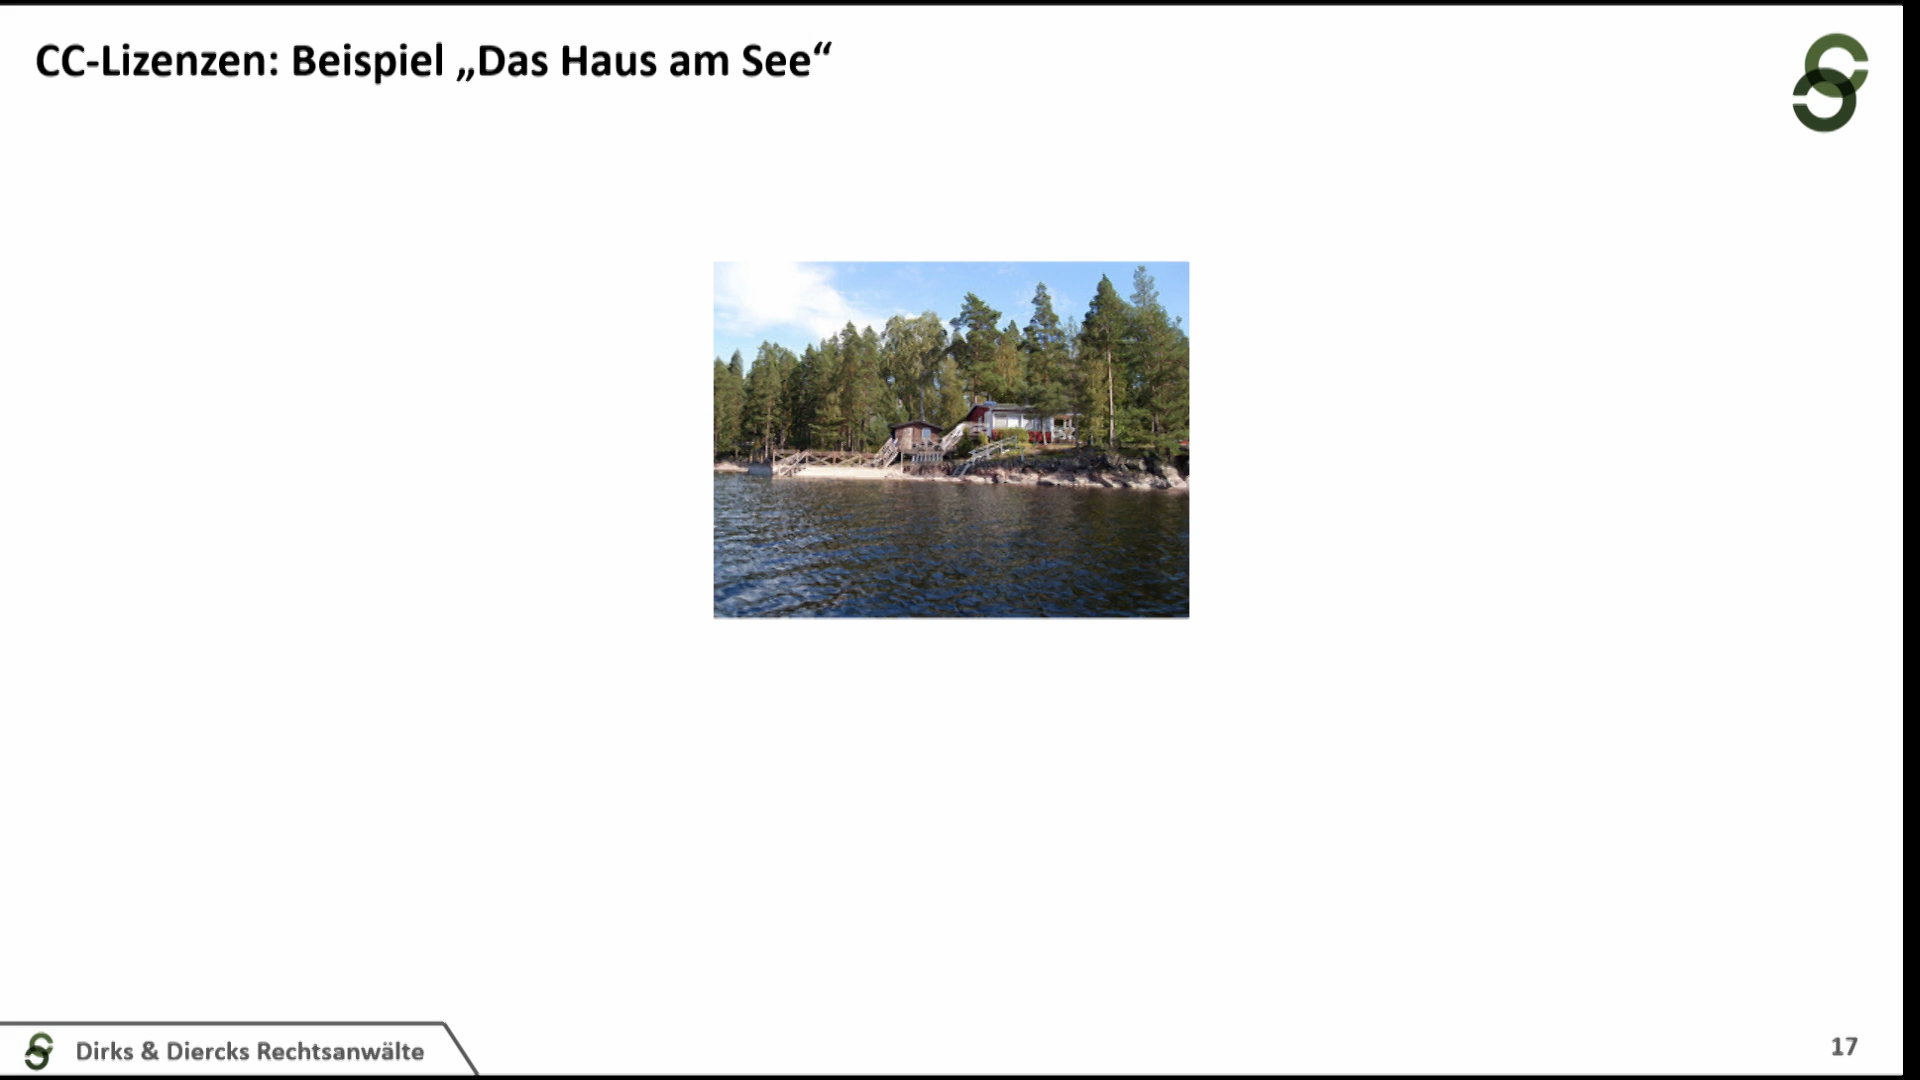 CC-Lizenzen: Beispiel „Das Haus am See“
Dirks & Diercks Rechtsanwälte
17